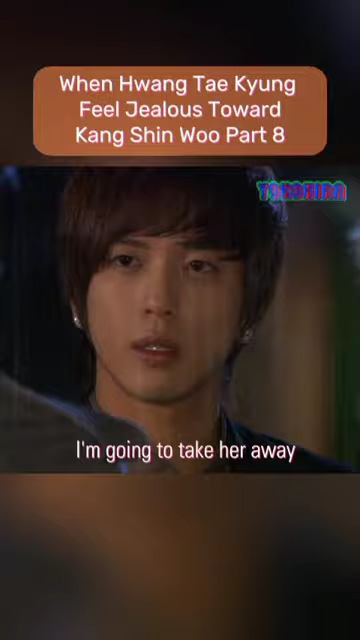 When Hwang Tae Kyung
Feel Jealous Toward
Kang Shin Woo Part 8
I'm going to take her away